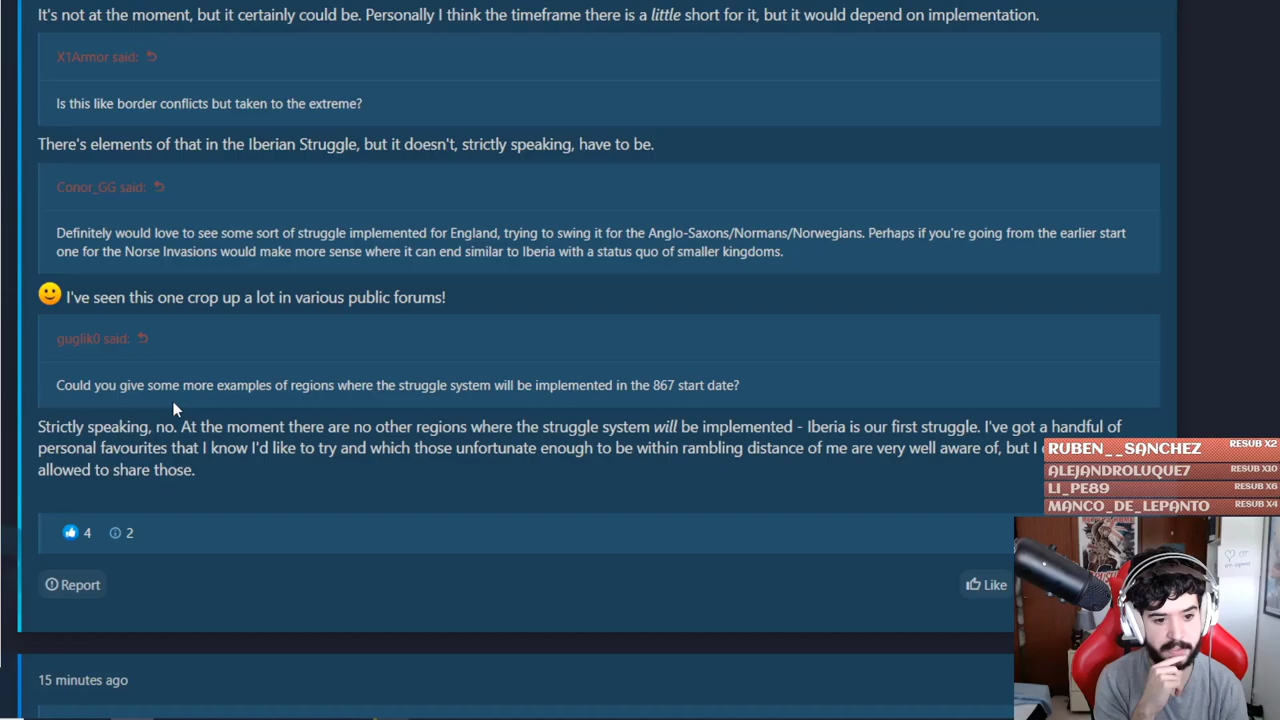 It's not at the moment, but it certainly could be. Personally I think the timeframe there is a little short for it, but it would depend on implementation.
X1Armor said:
Is this like border conflicts but taken to the extreme?
There's elements of that in the Iberian Struggle, but it doesn't, strictly speaking, have to be.
Conor_GG said:
Definitely would love to see some sort of struggle implemented for England, trying to swing it for the Anglo-Saxons/Normans/Norwegians. Perhaps if you're going from the earlier start
one for the Norse Invasions would make more sense where it can end similar to Iberia with a status quo of smaller kingdoms.
I've seen this one crop up a lot in various public forums!
guglik0 said:
Could you give some more examples of regions where the struggle system will be implemented in the 867 start date?
Strictly speaking, no. At the moment there are no other regions where the struggle system will be implemented - Iberia is our first struggle. I've got a handful of
personal favourites that I know I'd like to try and which those unfortunate enough to be within rambling distance of me are very well aware of, but I
allowed to share those.
RUBEN__SANCHEZ RESUB X2
ALEJANDROLUQUE7 RESUB X10
LI_PE89 RESUB X6
MANCO_DE_LEPANTO RESUB X4
4 2
Report
Like
15 minutes ago